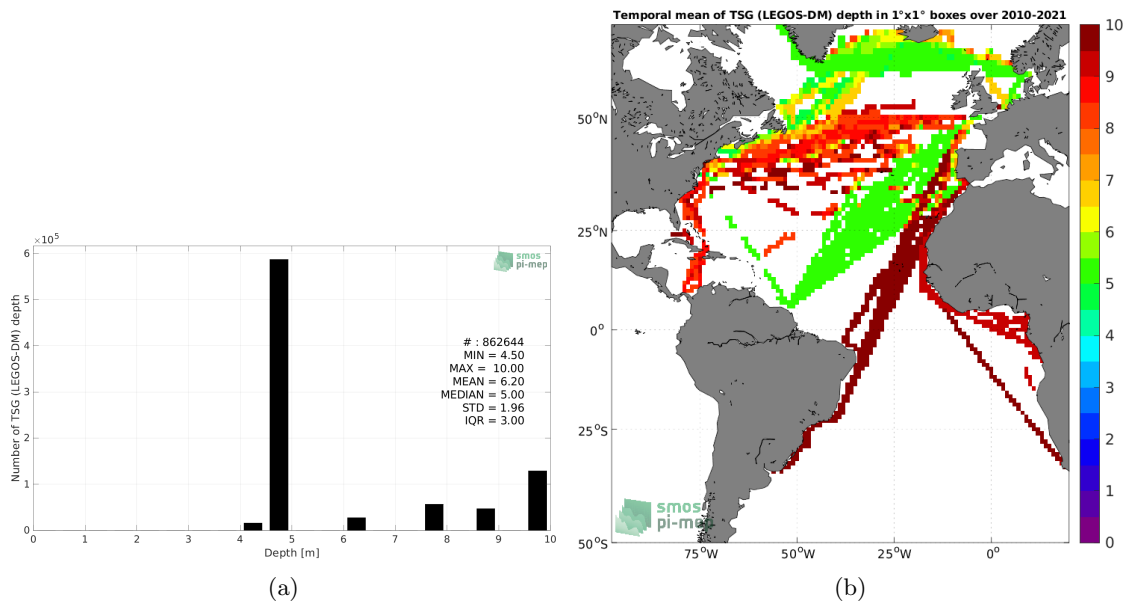 Temporal mean of TSG (LEGOS-DM) depth in 1°x1° boxes over 2010-2021
×10⁵
6
5
4
3
2
1
0
Number of TSG (LEGOS-DM) depth
smos
pi-mep
# : 862644
MIN = 4.50
MAX = 10.00
MEAN = 6.20
MEDIAN = 5.00
STD = 1.96
IQR = 3.00
0 1 2 3 4 5 6 7 8 9 10
Depth [m]
(a)
50°N
25°N
0°
25°S
50°S
smos
pi-mep
75°W 50°W 25°W 0°
10
9
8
7
6
5
4
3
2
1
0
(b)